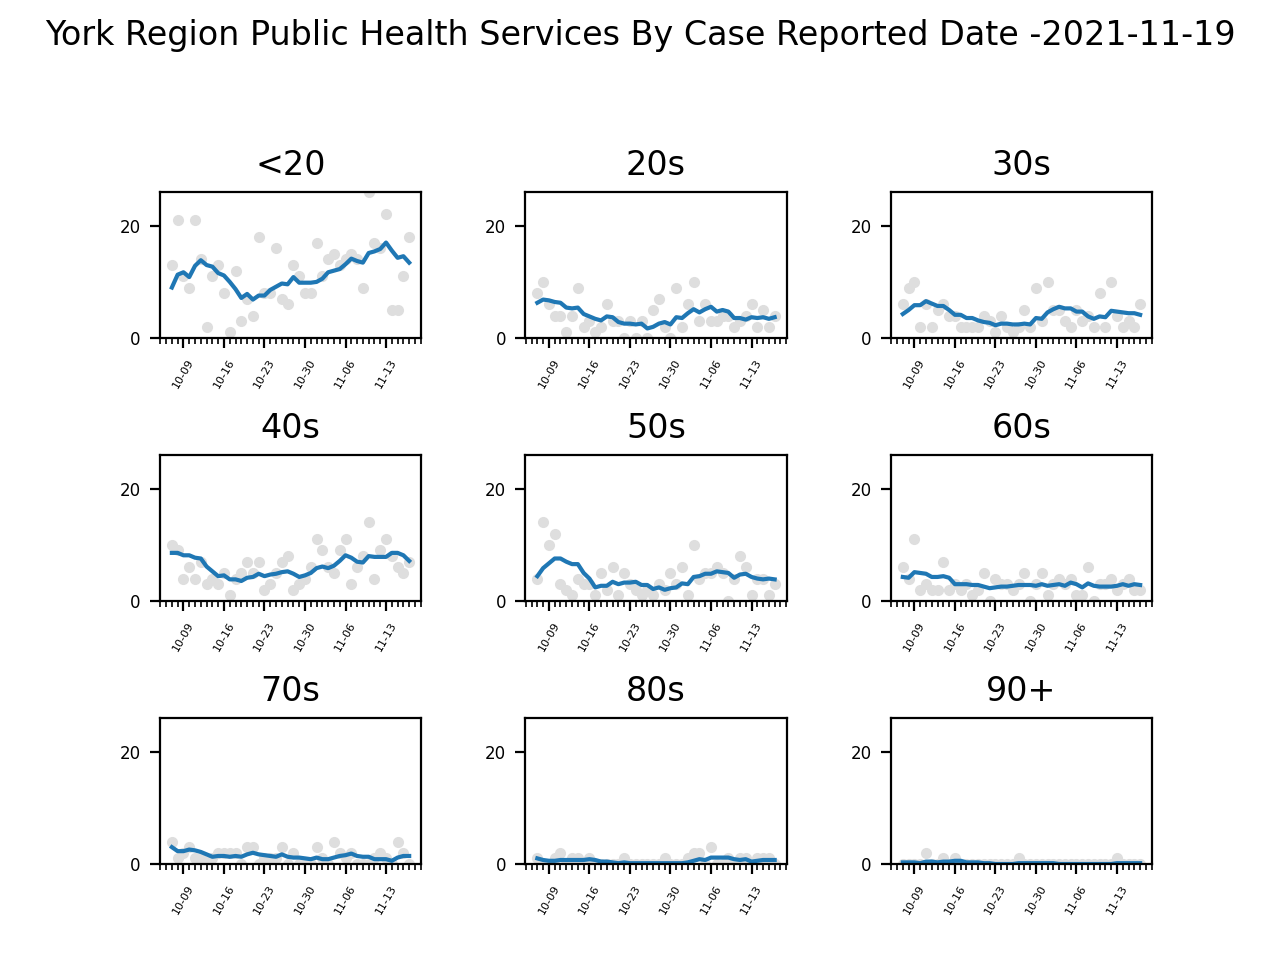 York Region Public Health Services By Case Reported Date -2021-11-19
<20 20s 30s
20 20 20
0 0 0
10-09 10-16 10-23 10-30 11-06 11-13 10-09 10-16 10-23 10-30 11-06 11-13 10-09 10-16 10-23 10-30 11-06 11-13
40s 50s 60s
20 20 20
0 0 0
10-09 10-16 10-23 10-30 11-06 11-13 10-09 10-16 10-23 10-30 11-06 11-13 10-09 10-16 10-23 10-30 11-06 11-13
70s 80s 90+
20 20 20
0 0 0
10-09 10-16 10-23 10-30 11-06 11-13 10-09 10-16 10-23 10-30 11-06 11-13 10-09 10-16 10-23 10-30 11-06 11-13